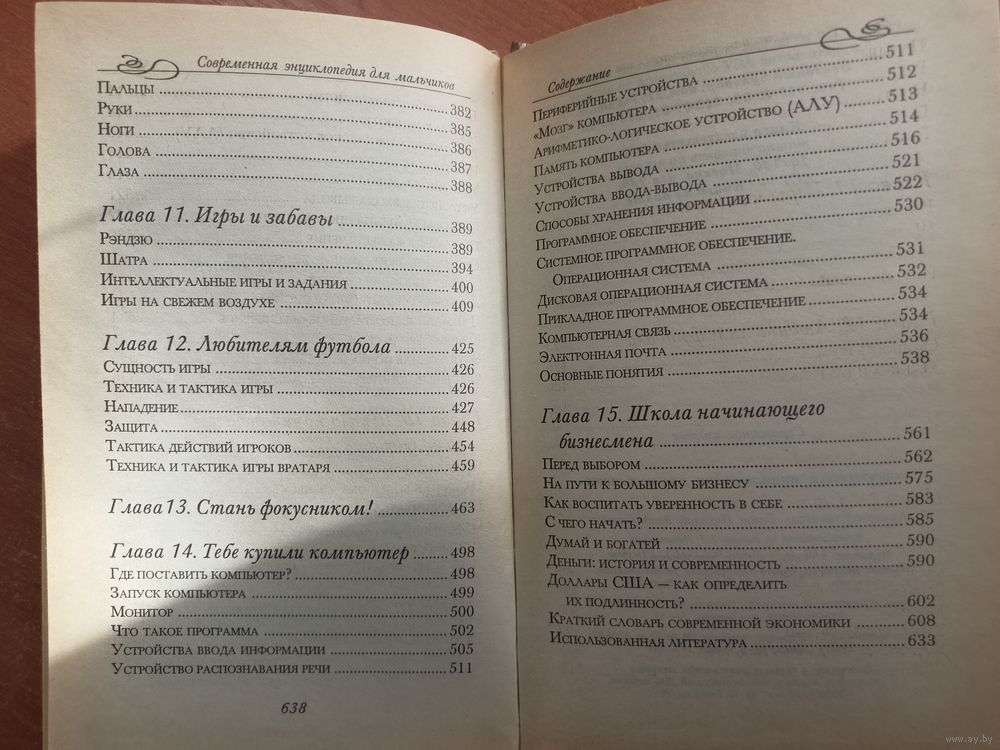 Современная энциклопедия для мальчиков
Пальцы ........ 382
Руки ........ 385
Ноги ........ 386
Голова ........ 387
Глаза ........ 388
Глава 11. Игры и забавы ........ 389
Рэндзю ........ 389
Шатра ........ 394
Интеллектуальные игры и задания ........ 400
Игры на свежем воздухе ........ 409
Глава 12. Любителям футбола ........ 425
Сущность игры ........ 426
Техника и тактика игры ........ 426
Нападение ........ 427
Защита ........ 448
Тактика действий игроков ........ 454
Техника и тактика игры вратаря ........ 459
Глава13. Стань фокусником! ........ 463
Глава 14. Тебе купили компьютер ........ 498
Где поставить компьютер? ........ 498
Запуск компьютера ........ 499
Монитор ........ 500
Что такое программа ........ 502
Устройства ввода информации ........ 505
Устройство распознавания речи ........ 511
638
Содержание
Периферийные устройства ........ 511
«Мозг» компьютера ........ 512
Арифметико-логическое устройство (АЛУ) ........ 513
Память компьютера ........ 514
Устройства вывода ........ 516
Устройства ввода-вывода ........ 521
Способы хранения информации ........ 522
Программное обеспечение ........ 530
Системное программное обеспечение.
Операционная система ........ 531
Дисковая операционная система ........ 532
Прикладное программное обеспечение ........ 534
Компьютерная связь ........ 534
Электронная почта ........ 536
Основные понятия ........ 538
Глава 15. Школа начинающего
бизнесмена ........ 561
Перед выбором ........ 562
На пути к большому бизнесу ........ 575
Как воспитать уверенность в себе ........ 583
С чего начать? ........ 585
Думай и богатей ........ 590
Деньги: история и современность ........ 590
Доллары США — как определить
их подлинность? ........ 602
Краткий словарь современной экономики ........ 608
Использованная литература ........ 633
www.ay.by